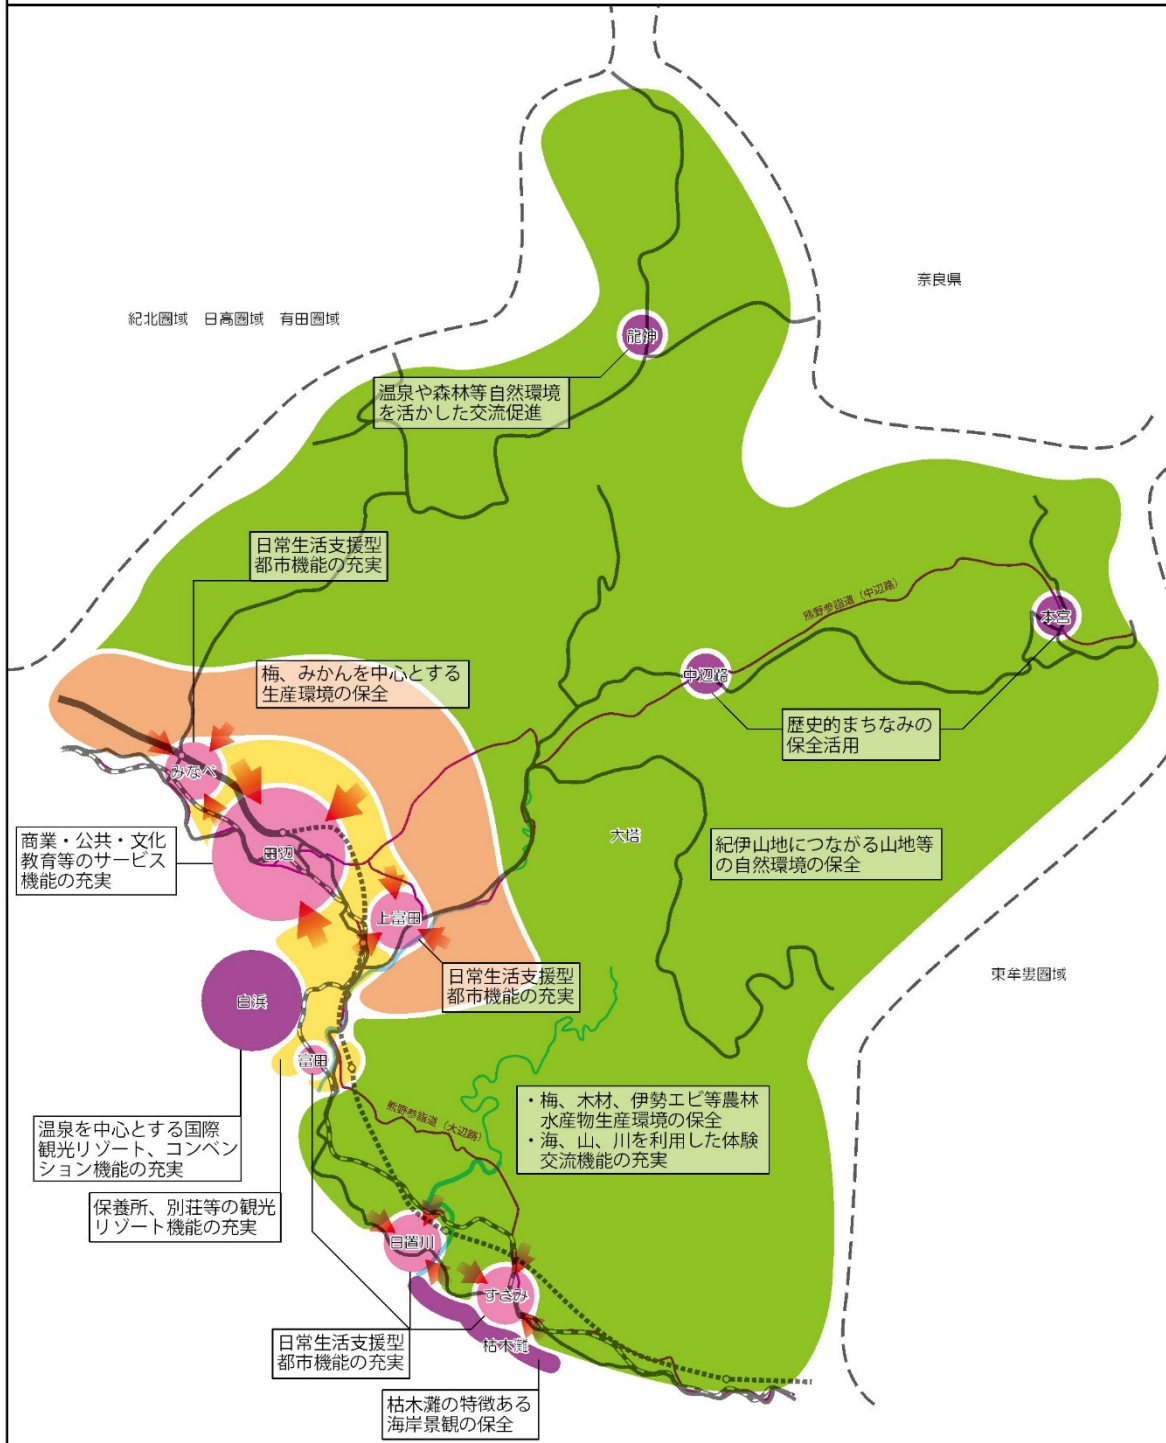 奈良県
紀北圏域 日高圏域 有田圏域
龍神
温泉や森林等自然環境
を活かした交流促進
日常生活支援型
都市機能の充実
熊野参詣道（中辺路）
本宮
梅、みかんを中心とする
生産環境の保全
中辺路
歴史的まちなみの
保全活用
みなべ
商業・公共・文化
教育等のサービス
機能の充実
田辺
大塔
紀伊山地につながる山地等
の自然環境の保全
上富田
日常生活支援型
都市機能の充実
東牟婁圏域
白浜
富田
温泉を中心とする国際
観光リゾート、コンベン
ション機能の充実
熊野参詣道（大辺路）
・梅、木材、伊勢エビ等農林
水産物生産環境の保全
・海、山、川を利用した体験
交流機能の充実
保養所、別荘等の観光
リゾート機能の充実
日置川
すさみ
日常生活支援型
都市機能の充実
枯木灘
枯木灘の特徴ある
海岸景観の保全